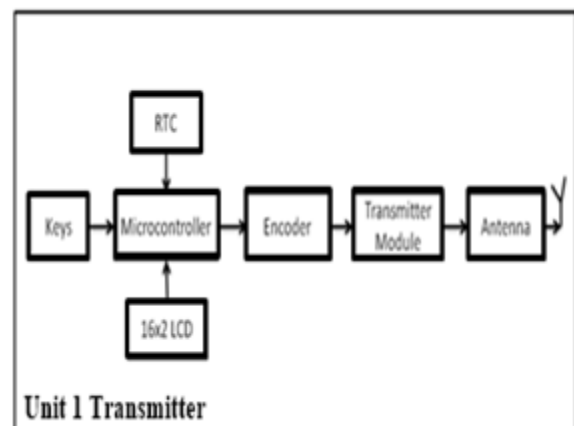 RTC
Keys
Microcontroller
Encoder
Transmitter
Module
Antenna
16x2 LCD
Unit 1 Transmitter